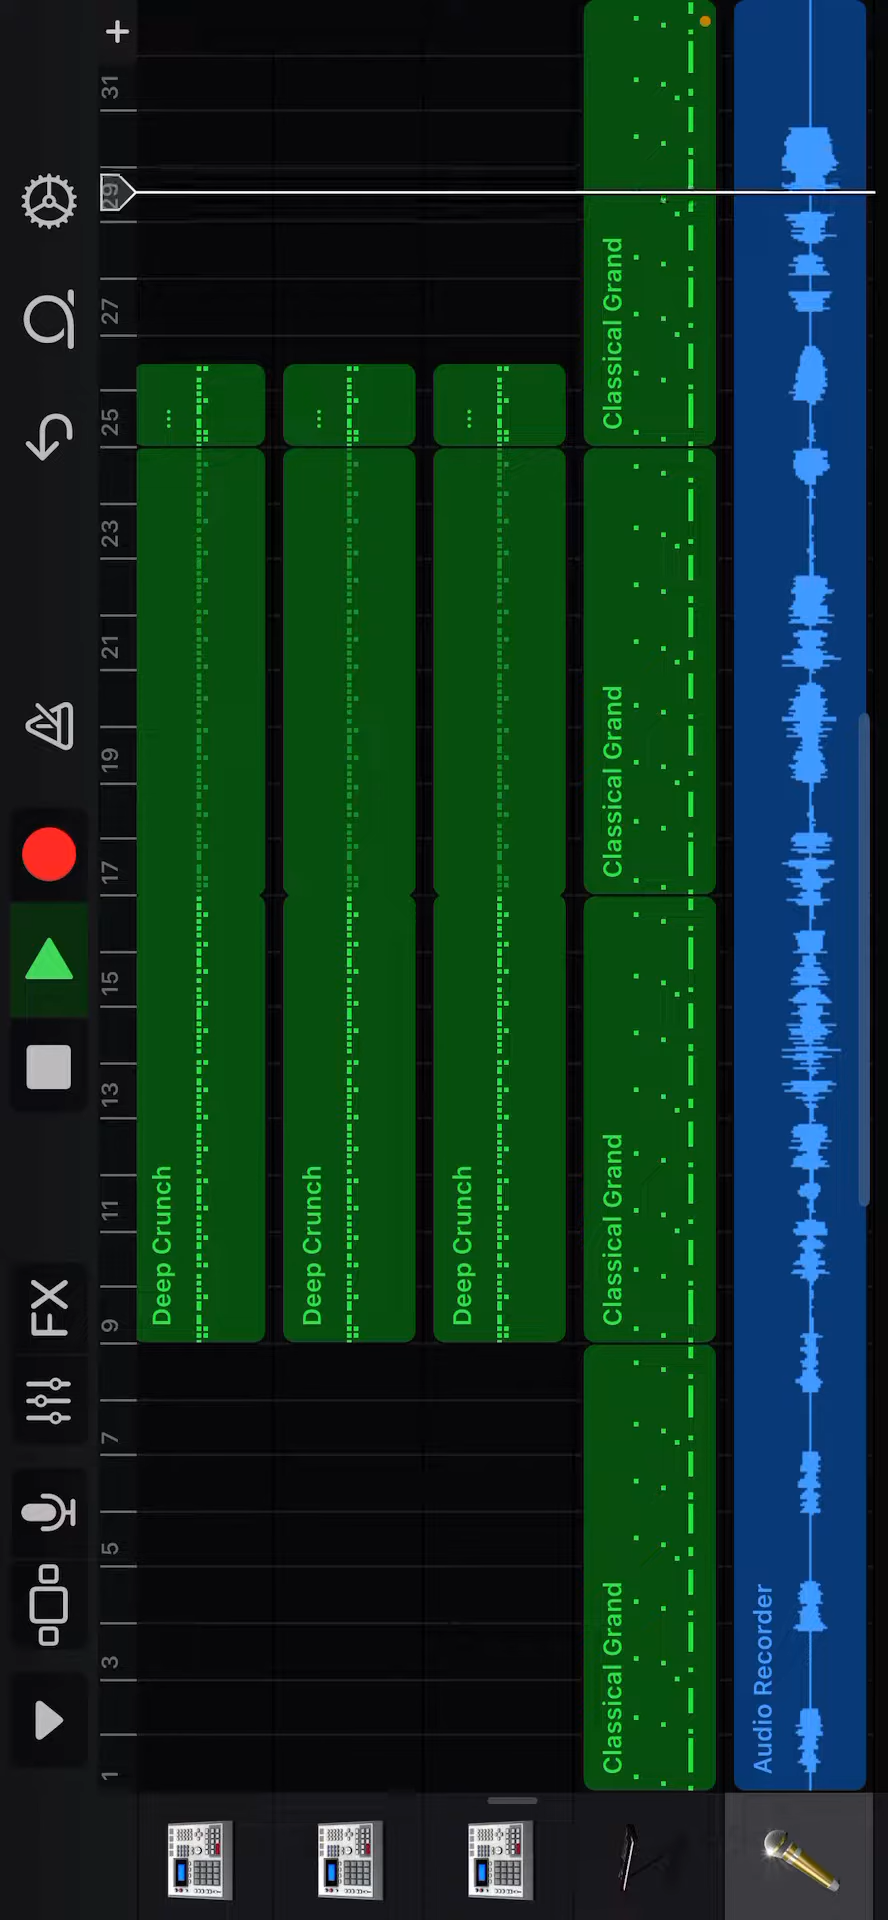 FX
1 3 5 7 9 11 13 15 17 19 21 23 25 27 29 31 +
Deep Crunch ...
Deep Crunch ...
Deep Crunch ...
Classical Grand Classical Grand Classical Grand Classical Grand
Audio Recorder